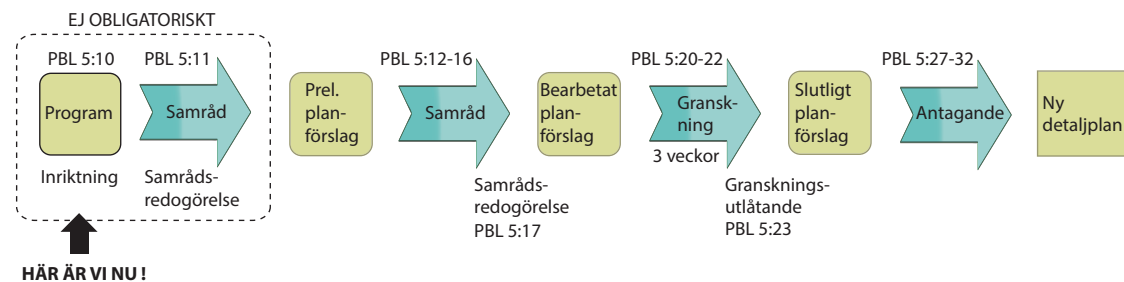 EJ OBLIGATORISKT
PBL 5:10
PBL 5:11
Program
Samråd
Inriktning
Samråds-
redogörelse
HÄR ÄR VI NU !
Prel.
plan-
förslag
PBL 5:12-16
Samråd
Samråds-
redogörelse
PBL 5:17
Bearbetat
plan-
förslag
PBL 5:20-22
Gransk-
ning
3 veckor
Gransknings-
utlåtande
PBL 5:23
Slutligt
plan-
förslag
PBL 5:27-32
Antagande
Ny
detaljplan